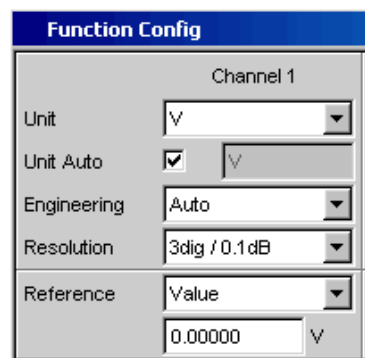 Function Config
Channel 1
Unit V
Unit Auto V
Engineering Auto
Resolution 3dig / 0.1dB
Reference Value
0.00000 V